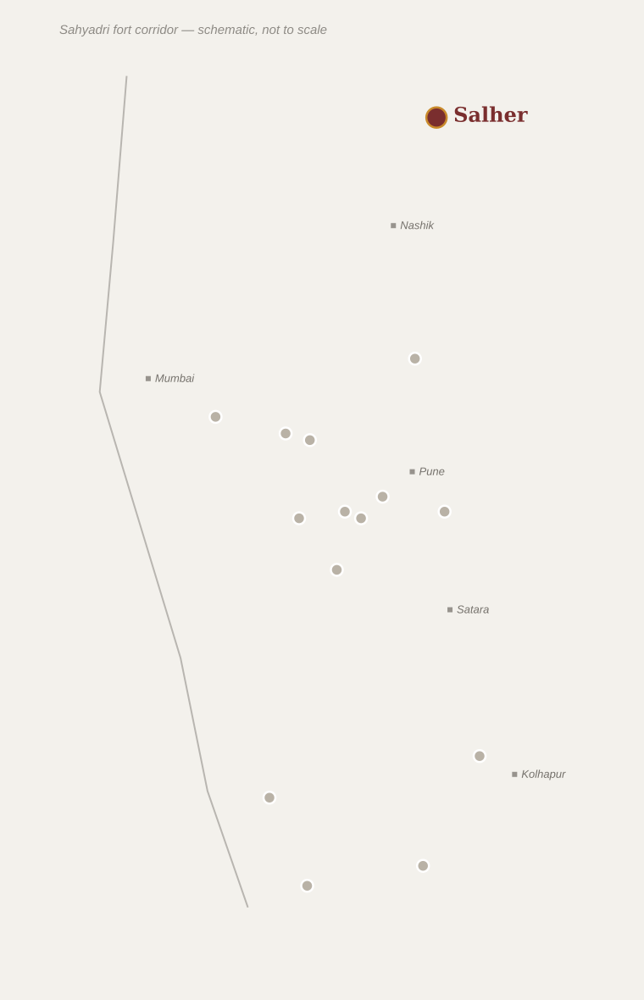 Sahyadri fort corridor — schematic, not to scale
Salher
Nashik
Mumbai
Pune
Satara
Kolhapur